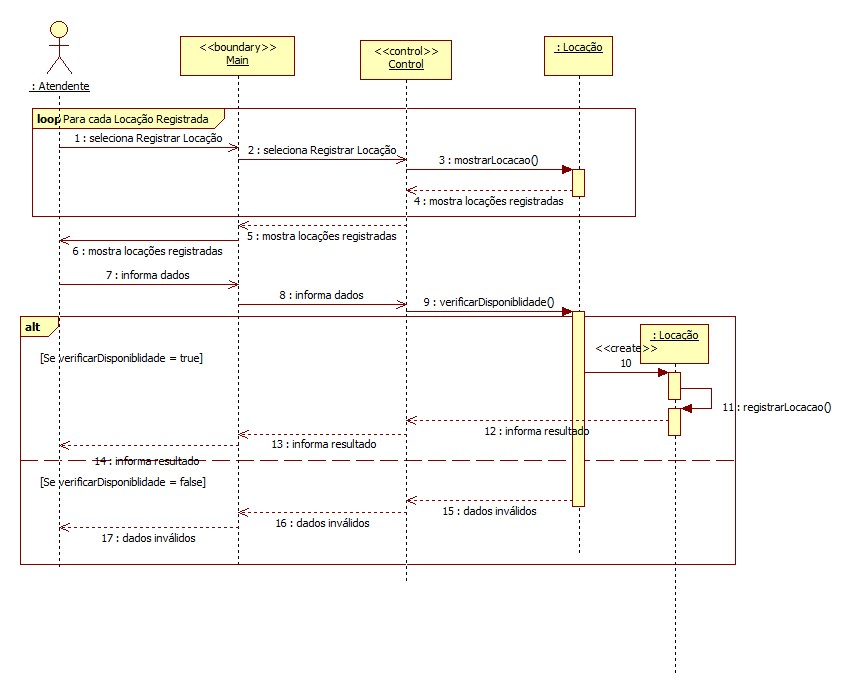 : Atendente
<<boundary>>
Main
<<control>>
Control
: Locação
loop Para cada Locação Registrada
1 : seleciona Registrar Locação
2 : seleciona Registrar Locação
3 : mostrarLocacao()
4 : mostra locações registradas
5 : mostra locações registradas
6 : mostra locações registradas
7 : informa dados
8 : informa dados
9 : verificarDisponiblidade()
alt
[Se verificarDisponiblidade = true]
: Locação
<<create>>
10
11 : registrarLocacao()
12 : informa resultado
13 : informa resultado
14 : informa resultado
[Se verificarDisponiblidade = false]
15 : dados inválidos
16 : dados inválidos
17 : dados inválidos